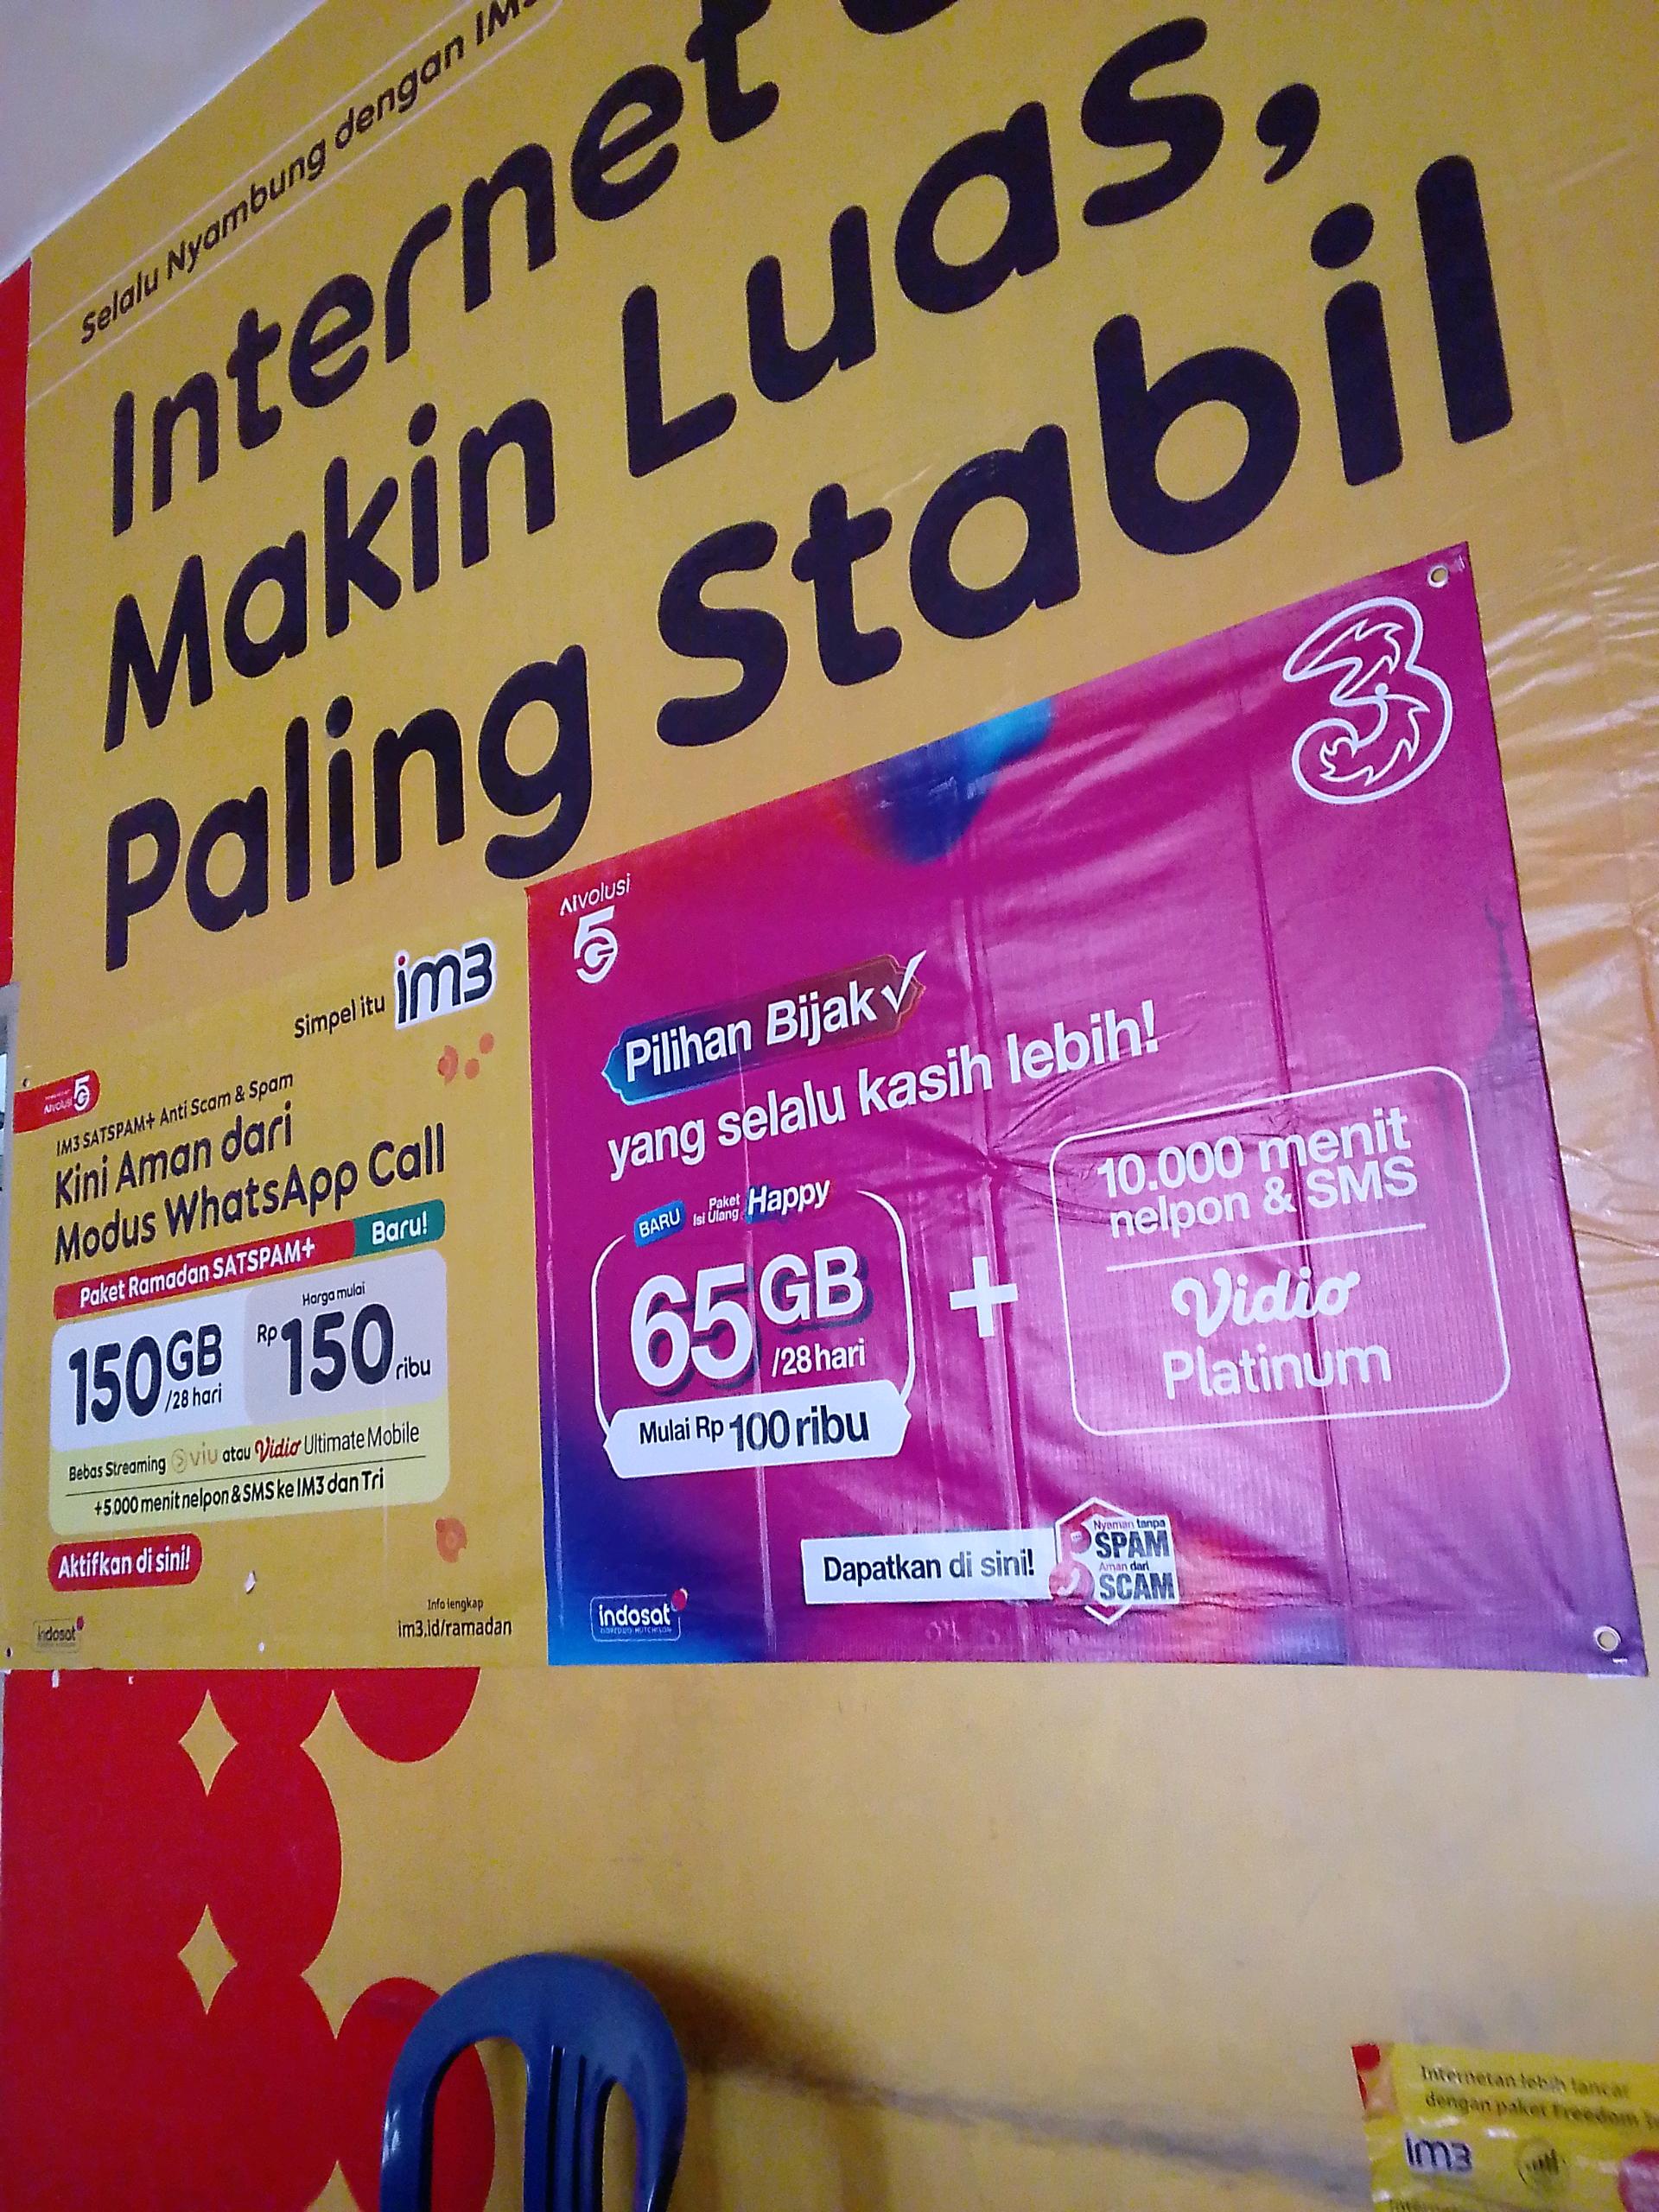 Selalu Nyambung dengan IM3
Internet
Makin Luas,
Paling Stabil
Simpel itu im3
AIvolusi 5G
IM3 SATSPAM+ Anti Scam & Spam
Kini Aman dari
Modus WhatsApp Call
Paket Ramadan SATSPAM+ Baru!
150GB /28 hari
Harga mulai
Rp 150 ribu
Bebas Streaming viu atau Vidio Ultimate Mobile
+5.000 menit nelpon & SMS ke IM3 dan Tri
Aktifkan di sini!
indosat
Info lengkap
im3.id/ramadan
3
AIvolusi
5G
Pilihan Bijak
yang selalu kasih lebih!
BARU Paket Isi Ulang Happy
65GB
/28 hari
Mulai Rp 100 ribu
+
10.000 menit
nelpon & SMS
Vidio
Platinum
Dapatkan di sini!
Nyaman tanpa
SPAM
Aman dari
SCAM
indosat
OOREDOO HUTCHISON
Internetan lebih lancar
dengan paket Freedom
im3